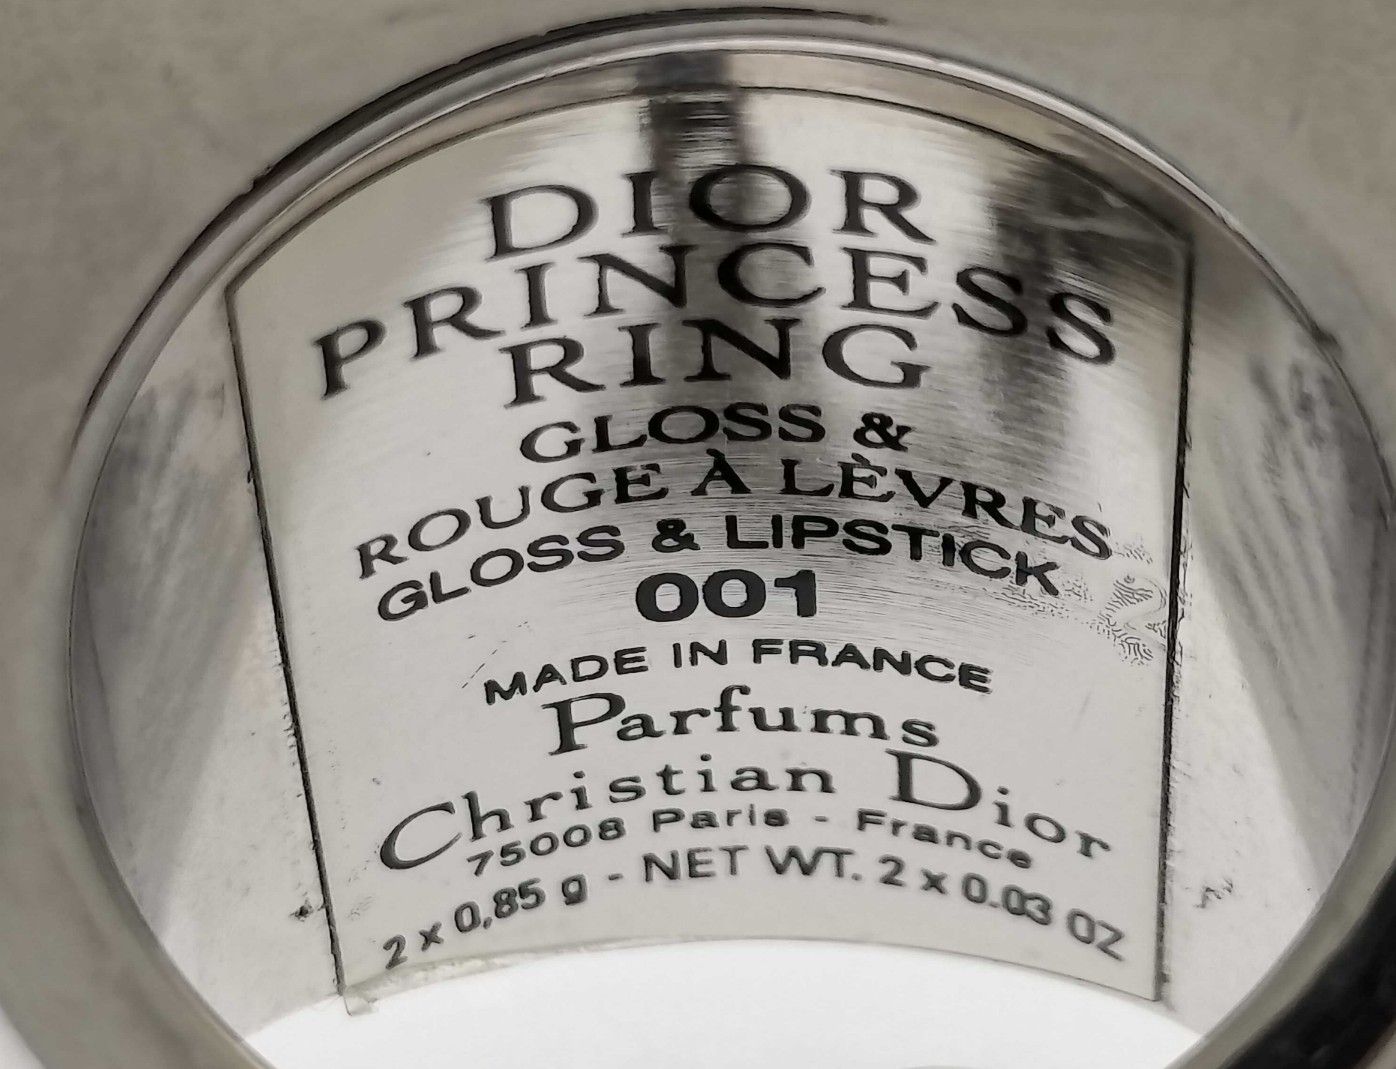 DIOR
PRINCESS
RING
GLOSS &
ROUGE À LÈVRES
GLOSS & LIPSTICK
001
MADE IN FRANCE
Parfums
Christian Dior
75008 Paris - France
2 x 0,85 g - NET WT. 2 x 0.03 OZ